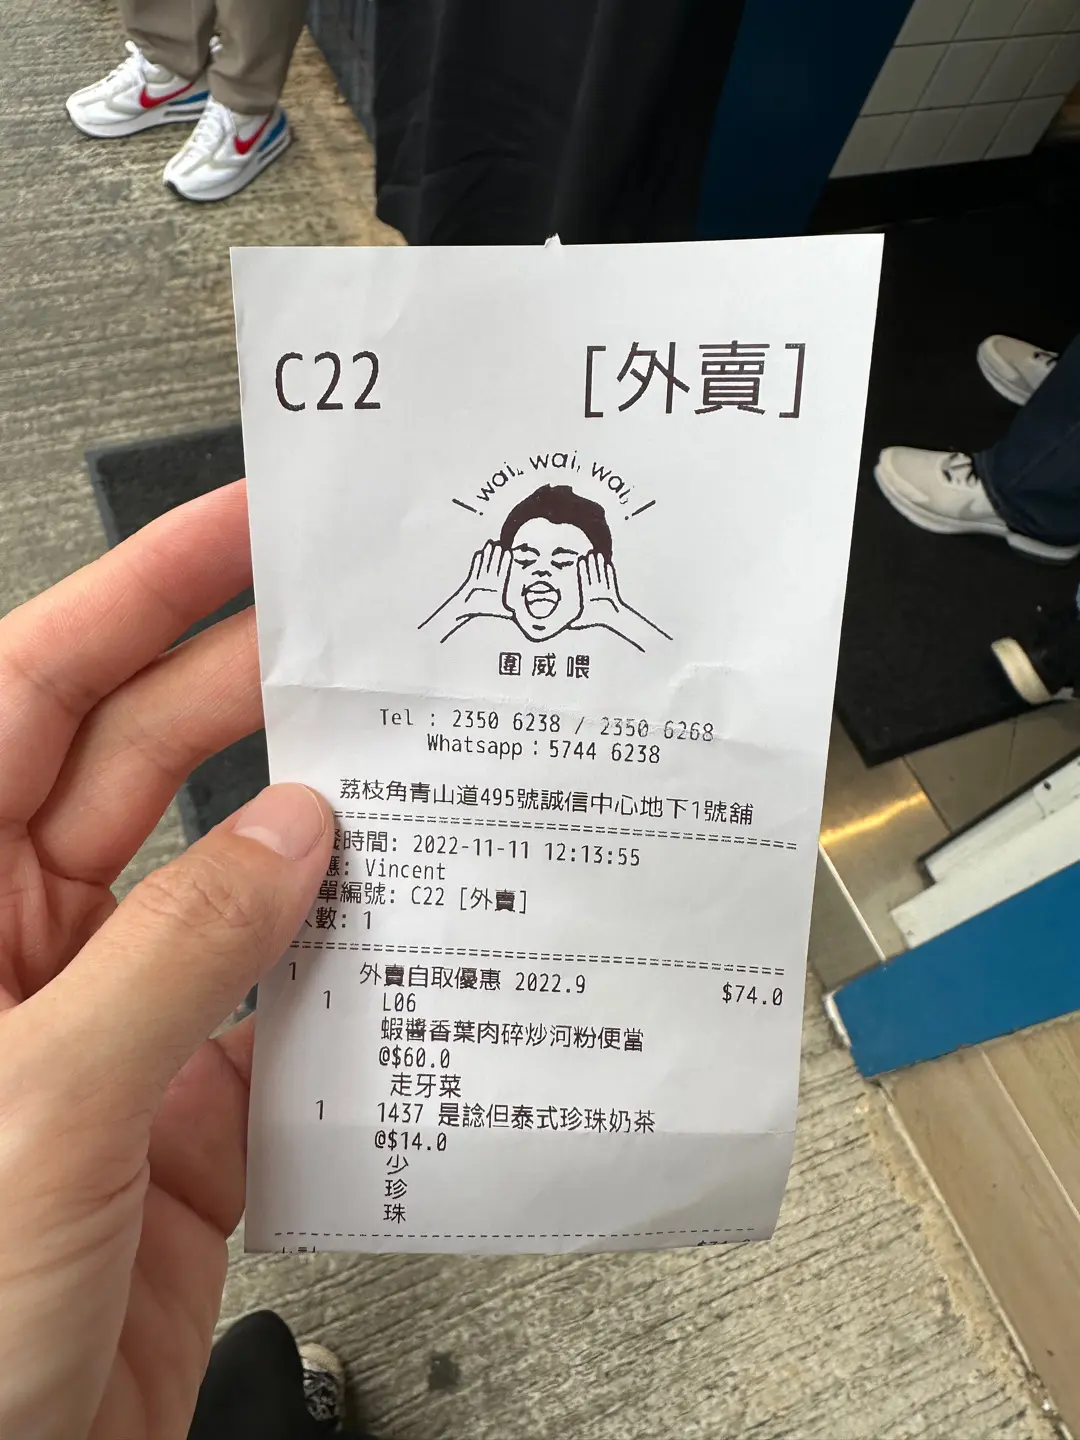 C22 [外賣]
wai, wai, wai,
圍威喂
Tel : 2350 6238 / 2350 6268
Whatsapp : 5744 6238
荔枝角青山道495號誠信中心地下1號舖
時間: 2022-11-11 12:13:55
: Vincent
單編號: C22 [外賣]
數: 1
1 外賣自取優惠 2022.9 $74.0
1 L06
蝦醬香葉肉碎炒河粉便當
@$60.0
走牙菜
1 1437 是諗但泰式珍珠奶茶
@$14.0
少
珍
珠